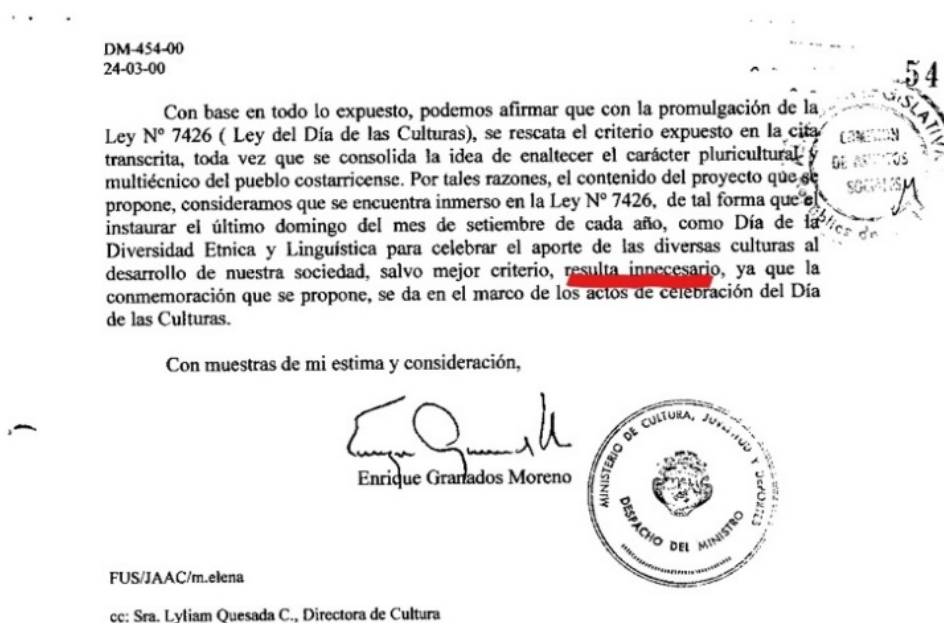 DM-454-00
24-03-00
54
Con base en todo lo expuesto, podemos afirmar que con la promulgación de la
Ley Nº 7426 ( Ley del Día de las Culturas), se rescata el criterio expuesto en la cita
transcrita, toda vez que se consolida la idea de enaltecer el carácter pluricultural y
multiécnico del pueblo costarricense. Por tales razones, el contenido del proyecto que se
propone, consideramos que se encuentra inmerso en la Ley Nº 7426, de tal forma que el
instaurar el último domingo del mes de setiembre de cada año, como Día de la
Diversidad Etnica y Linguística para celebrar el aporte de las diversas culturas al
desarrollo de nuestra sociedad, salvo mejor criterio, resulta innecesario, ya que la
conmemoración que se propone, se da en el marco de los actos de celebración del Día
de las Culturas.
COMISION
DE ASUNTOS
SOCIALES
Con muestras de mi estima y consideración,
Enrique Granados Moreno
MINISTERIO DE CULTURA, JUVENTUD Y DEPORTES
DESPACHO DEL MINISTRO
FUS/JAAC/m.elena
cc: Sra. Lyliam Quesada C., Directora de Cultura